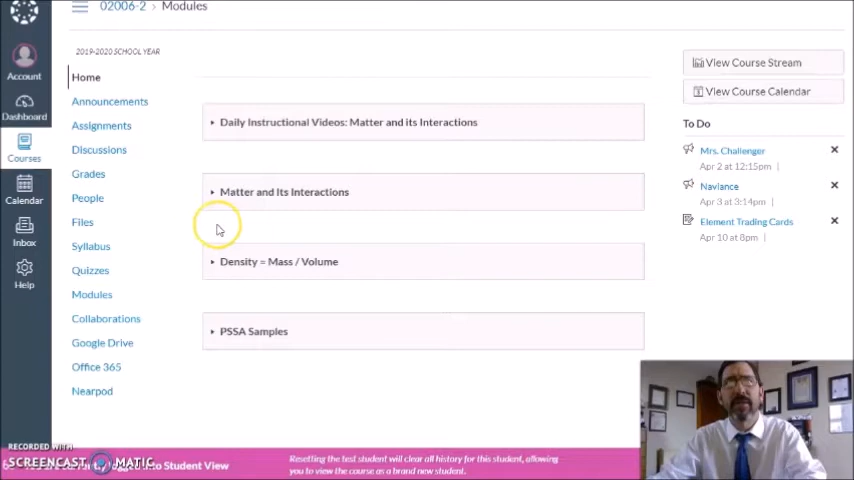 02006-2 › Modules
2019-2020 SCHOOL YEAR
Account
Dashboard
Courses
Calendar
Inbox
Help
Home
Announcements
Assignments
Discussions
Grades
People
Files
Syllabus
Quizzes
Modules
Collaborations
Google Drive
Office 365
Nearpod
Daily Instructional Videos: Matter and its Interactions
Matter and Its Interactions
Density = Mass / Volume
PSSA Samples
View Course Stream
View Course Calendar
To Do
Mrs. Challenger
Apr 2 at 12:15pm |
Naviance
Apr 3 at 3:14pm |
Element Trading Cards
Apr 10 at 8pm |
RECORDED WITH
SCREENCAST MATIC
logged into Student View
Resetting the test student will clear all history for this student, allowing
you to view the course as a brand new student.